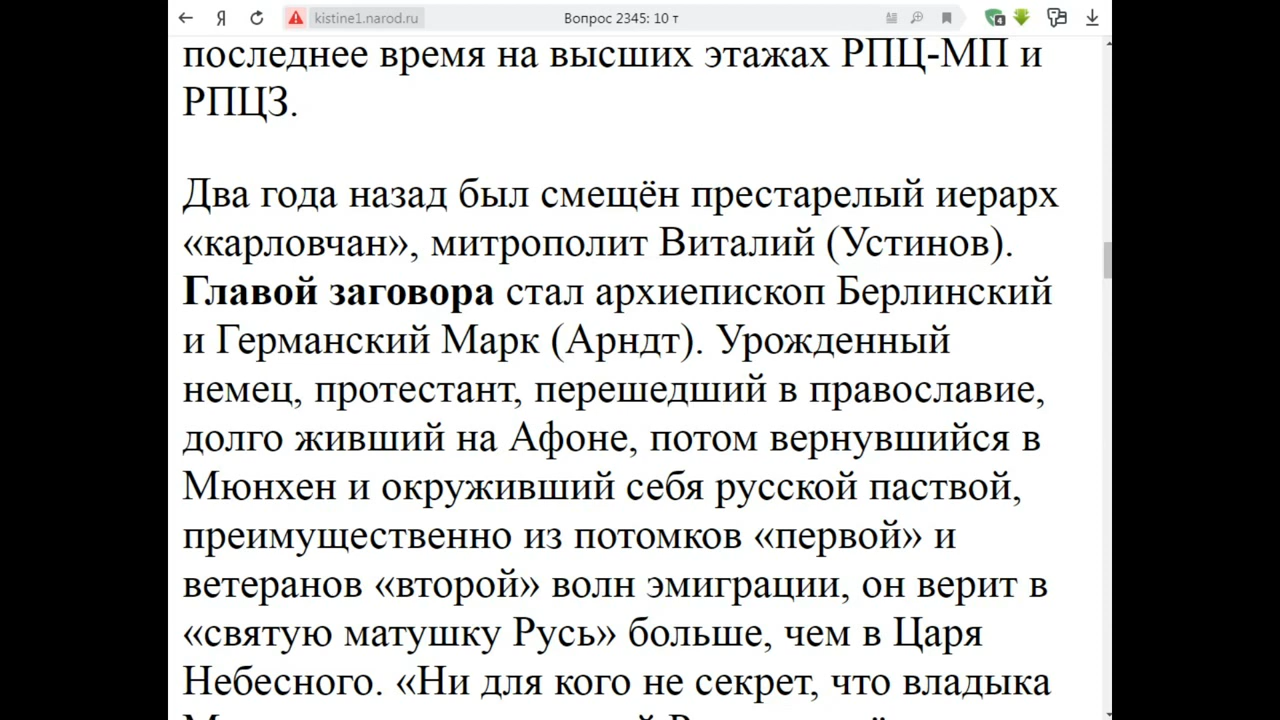 kistine1.narod.ru
Вопрос 2345: 10 т
4
последнее время на высших этажах РПЦ-МП и
РПЦЗ.
Два года назад был смещён престарелый иерарх
«карловчан», митрополит Виталий (Устинов).
Главой заговора стал архиепископ Берлинский
и Германский Марк (Арндт). Урожденный
немец, протестант, перешедший в православие,
долго живший на Афоне, потом вернувшийся в
Мюнхен и окруживший себя русской паствой,
преимущественно из потомков «первой» и
ветеранов «второй» волн эмиграции, он верит в
«святую матушку Русь» больше, чем в Царя
Небесного. «Ни для кого не секрет, что владыка